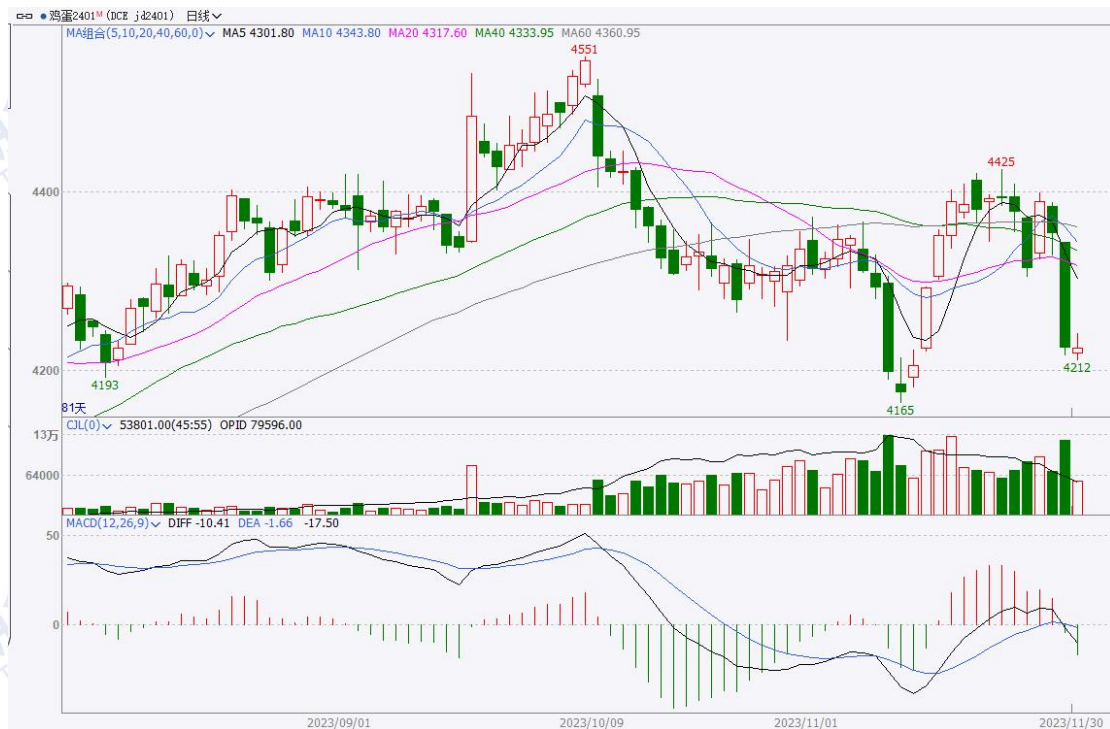 鸡蛋2401M (DCE jd2401) 日线
MA组合(5,10,20,40,60,0) MA5 4301.80 MA10 4343.80 MA20 4317.60 MA40 4333.95 MA60 4360.95
4551
4425
4400
4200
4193
4212
4165
81天
CJL(0) 53801.00(45:55) OPID 79596.00
13万
64000
MACD(12,26,9) DIFF -10.41 DEA -1.66 -17.50
50
0
2023/09/01 2023/10/09 2023/11/01 2023/11/30